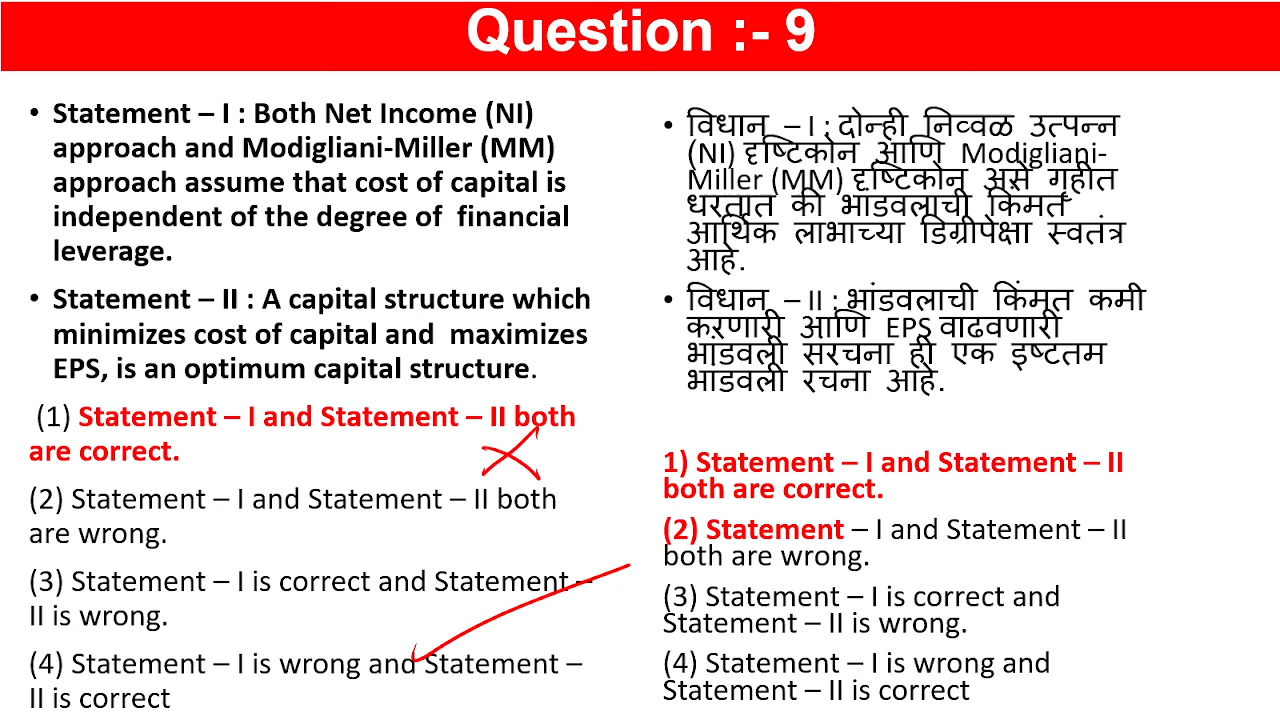 Question :- 9
• Statement – I : Both Net Income (NI)
approach and Modigliani-Miller (MM)
approach assume that cost of capital is
independent of the degree of financial
leverage.
• Statement – II : A capital structure which
minimizes cost of capital and maximizes
EPS, is an optimum capital structure.
(1) Statement – I and Statement – II both
are correct.
(2) Statement – I and Statement – II both
are wrong.
(3) Statement – I is correct and Statement –
II is wrong.
(4) Statement – I is wrong and Statement –
II is correct
• विधान – I : दोन्ही निव्वळ उत्पन्न
(NI) दृष्टिकोन आणि Modigliani-
Miller (MM) दृष्टिकोन असे गृहीत
धरतात की भांडवलाची किंमत
आर्थिक लाभाच्या डिग्रीपेक्षा स्वतंत्र
आहे.
• विधान – II : भांडवलाची किंमत कमी
करणारी आणि EPS वाढवणारी
भांडवली संरचना ही एक इष्टतम
भांडवली रचना आहे.
1) Statement – I and Statement – II
both are correct.
(2) Statement – I and Statement – II
both are wrong.
(3) Statement – I is correct and
Statement – II is wrong.
(4) Statement – I is wrong and
Statement – II is correct